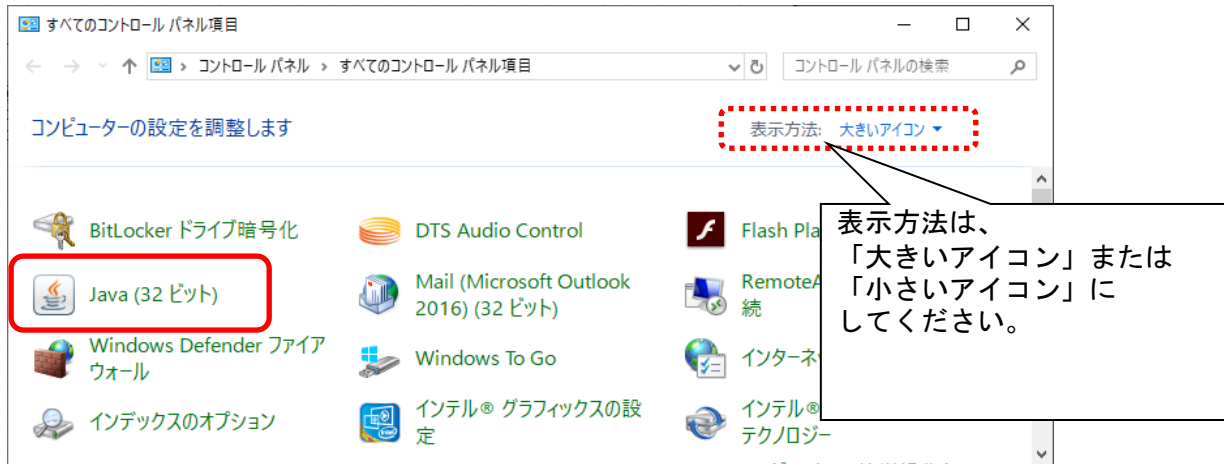 すべてのコントロール パネル項目
コントロール パネル › すべてのコントロール パネル項目
コントロール パネルの検索
コンピューターの設定を調整します
表示方法: 大きいアイコン
BitLocker ドライブ暗号化
DTS Audio Control
Flash Pla
Java (32 ビット)
Mail (Microsoft Outlook
2016) (32 ビット)
RemoteA
続
Windows Defender ファイア
ウォール
Windows To Go
インターネ
インデックスのオプション
インテル® グラフィックスの設
定
インテル®
テクノロジー
表示方法は、
「大きいアイコン」または
「小さいアイコン」に
してください。